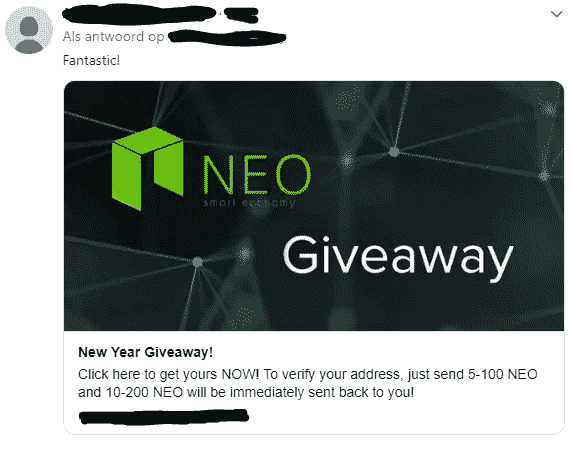 Als antwoord op
Fantastic!
NEO
smart economy
Giveaway
New Year Giveaway!
Click here to get yours NOW! To verify your address, just send 5-100 NEO
and 10-200 NEO will be immediately sent back to you!